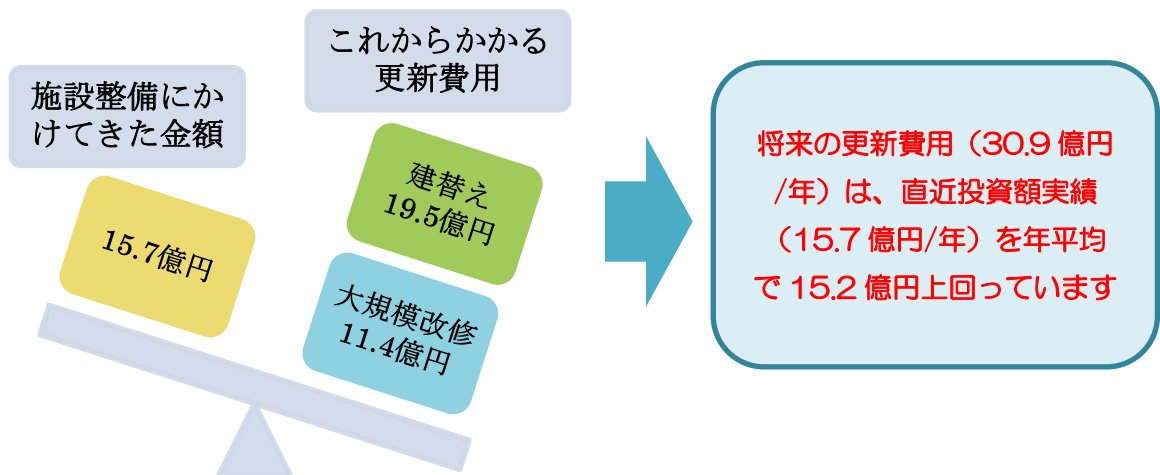 施設整備にか
けてきた金額
これからかかる
更新費用
15.7億円
建替え
19.5億円
大規模改修
11.4億円
将来の更新費用（30.9 億円
/年）は、直近投資額実績
（15.7 億円/年）を年平均
で 15.2 億円上回っています